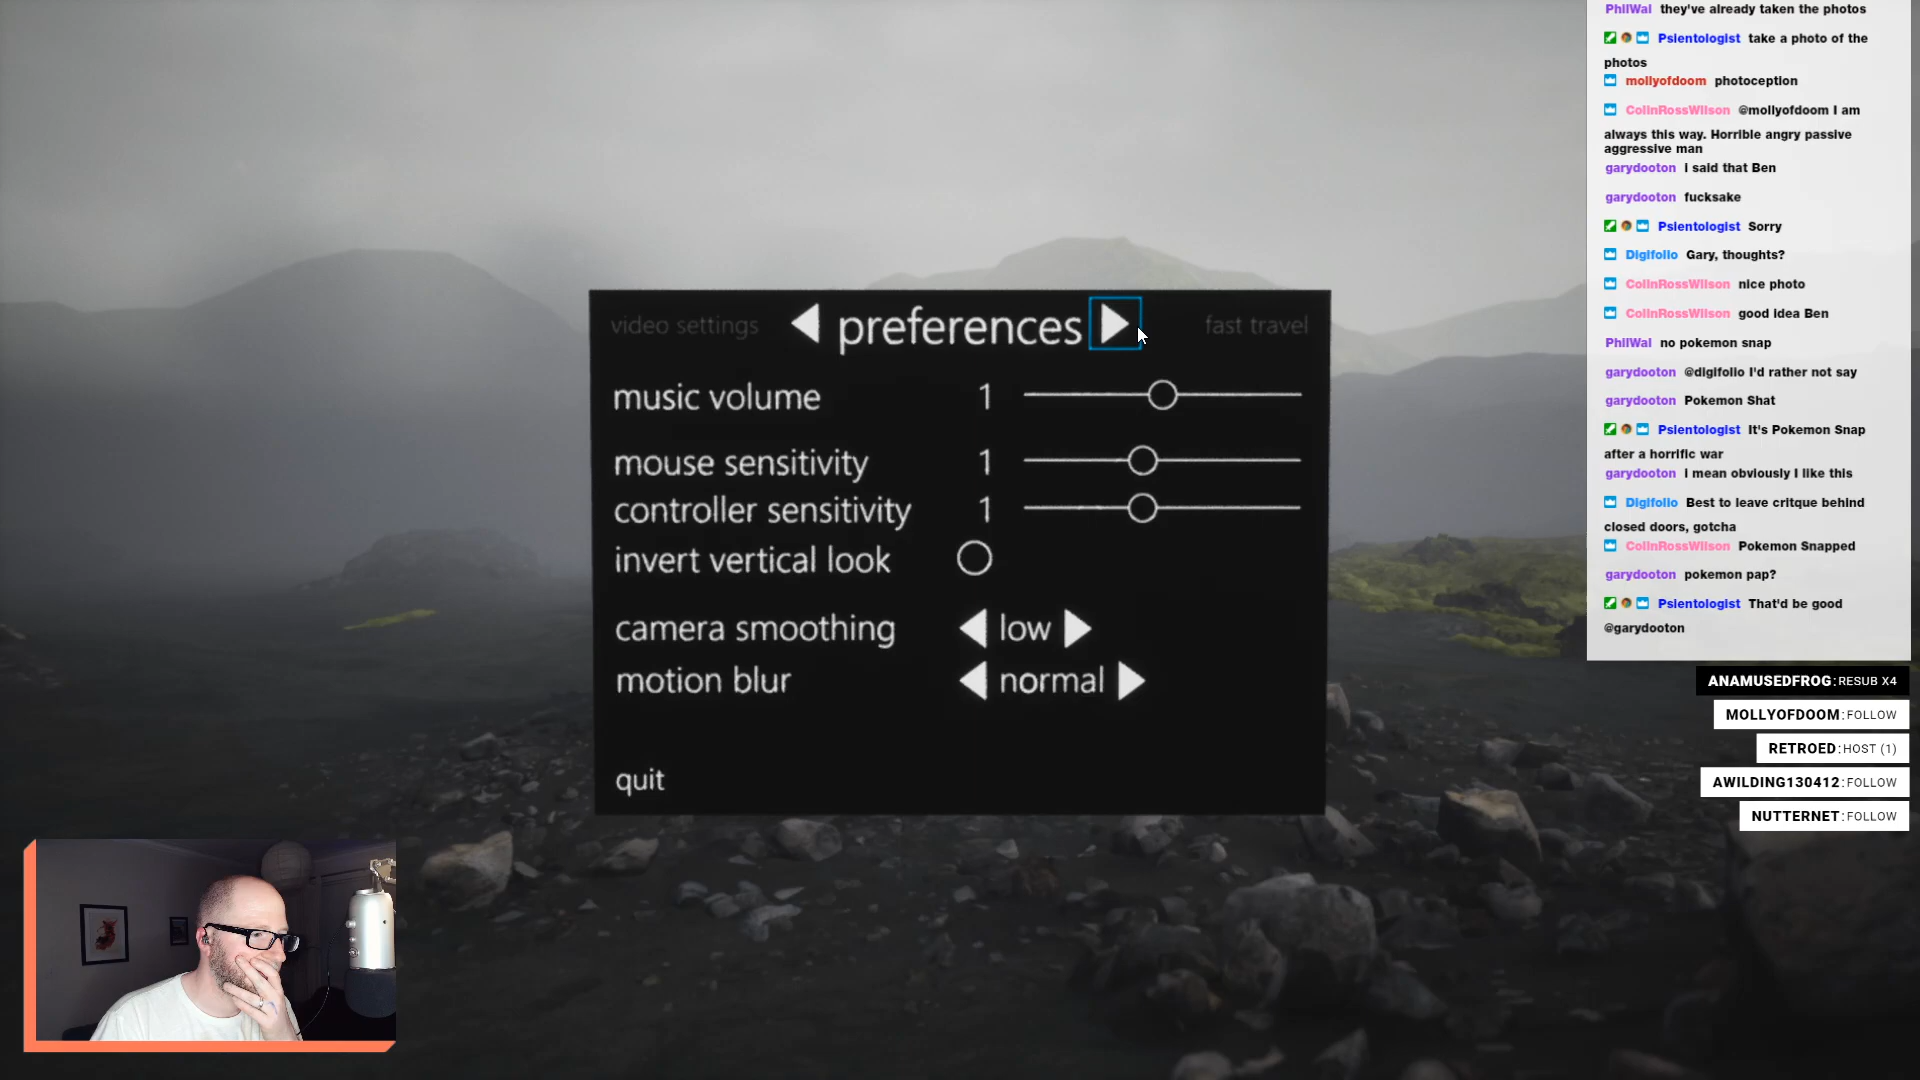 video settings
preferences
fast travel
music volume 1
mouse sensitivity 1
controller sensitivity 1
invert vertical look
camera smoothing low
motion blur normal
quit
PhilWal they've already taken the photos
Psientologist take a photo of the
photos
mollyofdoom photoception
ColinRossWilson @mollyofdoom I am
always this way. Horrible angry passive
aggressive man
garydooton I said that Ben
garydooton fucksake
Psientologist Sorry
Digifolio Gary, thoughts?
ColinRossWilson nice photo
ColinRossWilson good idea Ben
PhilWal no pokemon snap
garydooton @digifolio I'd rather not say
garydooton Pokemon Shat
Psientologist It's Pokemon Snap
after a horrific war
garydooton I mean obviously I like this
Digifolio Best to leave critque behind
closed doors, gotcha
ColinRossWilson Pokemon Snapped
garydooton pokemon pap?
Psientologist That'd be good
@garydooton
ANAMUSEDFROG: RESUB X4
MOLLYOFDOOM: FOLLOW
RETROED: HOST (1)
AWILDING130412: FOLLOW
NUTTERNET: FOLLOW